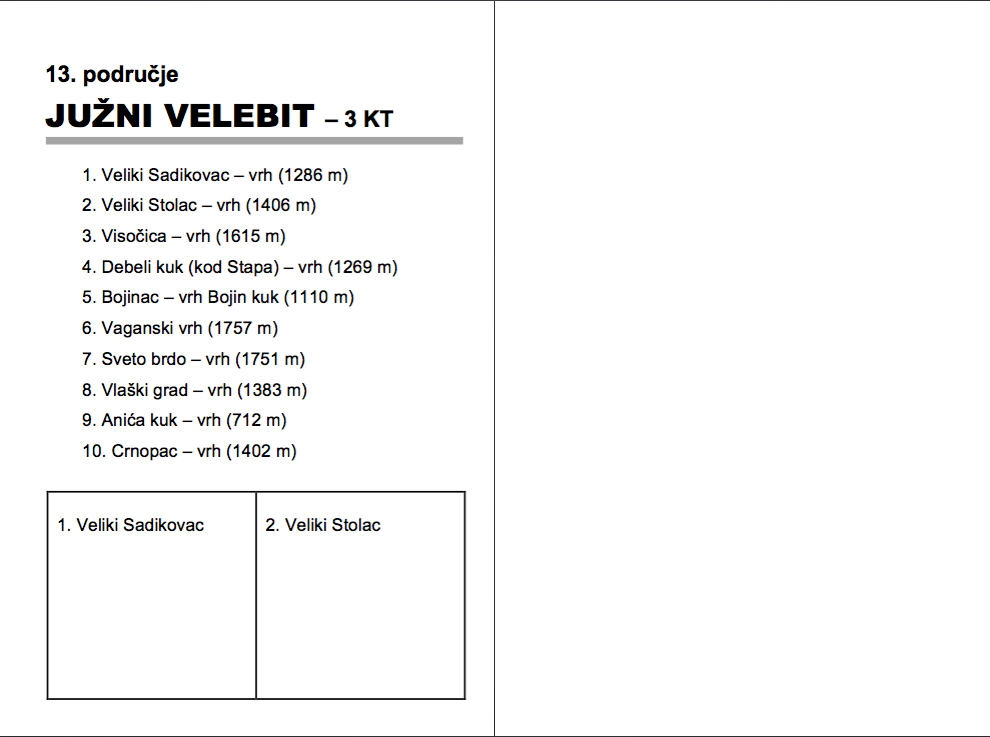 13. područje
JUŽNI VELEBIT – 3 KT
1. Veliki Sadikovac – vrh (1286 m)
2. Veliki Stolac – vrh (1406 m)
3. Visočica – vrh (1615 m)
4. Debeli kuk (kod Stapa) – vrh (1269 m)
5. Bojinac – vrh Bojin kuk (1110 m)
6. Vaganski vrh (1757 m)
7. Sveto brdo – vrh (1751 m)
8. Vlaški grad – vrh (1383 m)
9. Anića kuk – vrh (712 m)
10. Crnopac – vrh (1402 m)
1. Veliki Sadikovac
2. Veliki Stolac